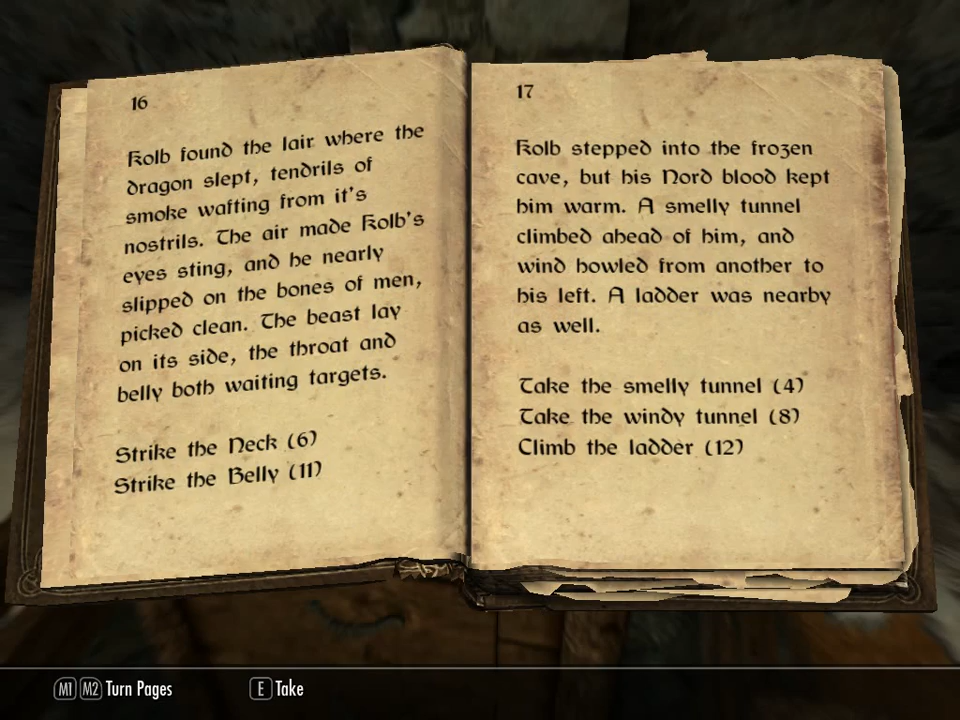 16
Kolb found the lair where the
dragon slept, tendrils of
smoke wafting from it's
nostrils. The air made Kolb's
eyes sting, and he nearly
slipped on the bones of men,
picked clean. The beast lay
on its side, the throat and
belly both waiting targets.
Strike the Neck (6)
Strike the Belly (11)
17
Kolb stepped into the frozen
cave, but his Nord blood kept
him warm. A smelly tunnel
climbed ahead of him, and
wind howled from another to
his left. A ladder was nearby
as well.
Take the smelly tunnel (4)
Take the windy tunnel (8)
Climb the ladder (12)
M1 M2 Turn Pages
E Take